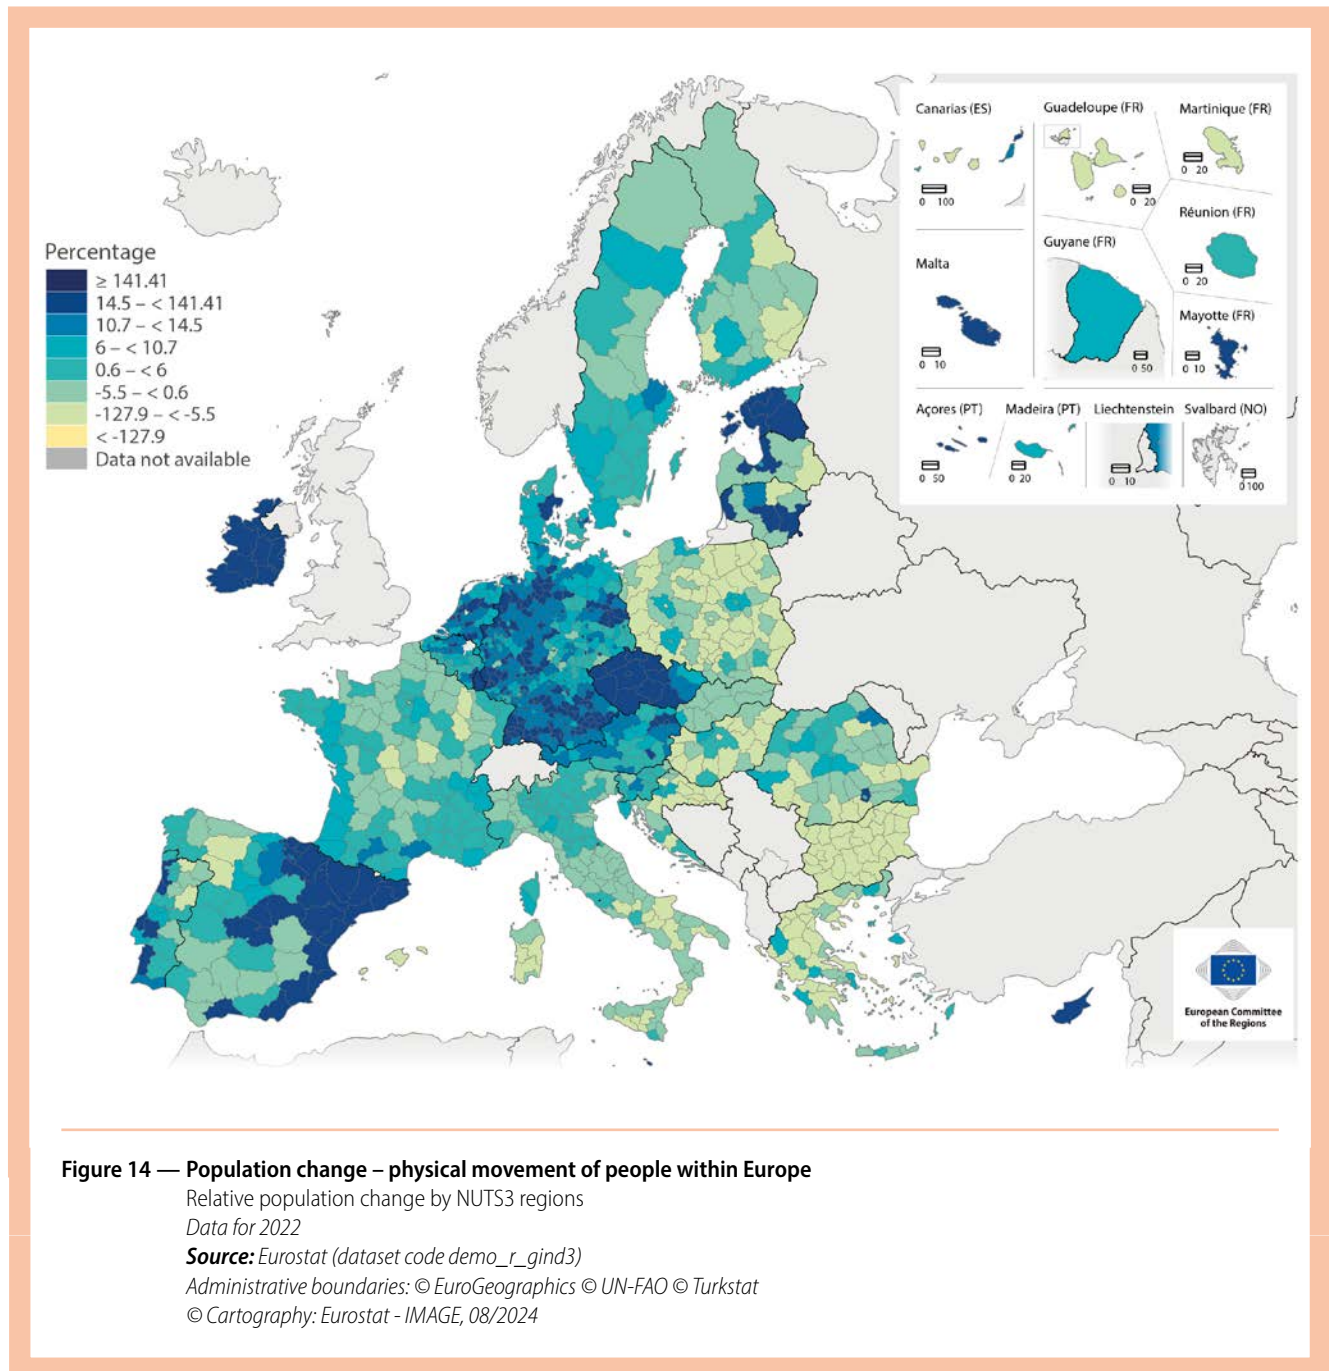 Percentage
≥ 141.41
14.5 – < 141.41
10.7 – < 14.5
6 – < 10.7
0.6 – < 6
-5.5 – < 0.6
-127.9 – < -5.5
< -127.9
Data not available
Canarias (ES)
0 100
Guadeloupe (FR)
0 20
Martinique (FR)
0 20
Réunion (FR)
0 20
Guyane (FR)
0 50
Malta
0 10
Mayotte (FR)
0 10
Açores (PT)
0 50
Madeira (PT)
0 20
Liechtenstein
0 10
Svalbard (NO)
0 100
European Committee
of the Regions
Figure 14 — Population change – physical movement of people within Europe
Relative population change by NUTS3 regions
Data for 2022
Source: Eurostat (dataset code demo_r_gind3)
Administrative boundaries: © EuroGeographics © UN-FAO © Turkstat
© Cartography: Eurostat - IMAGE, 08/2024